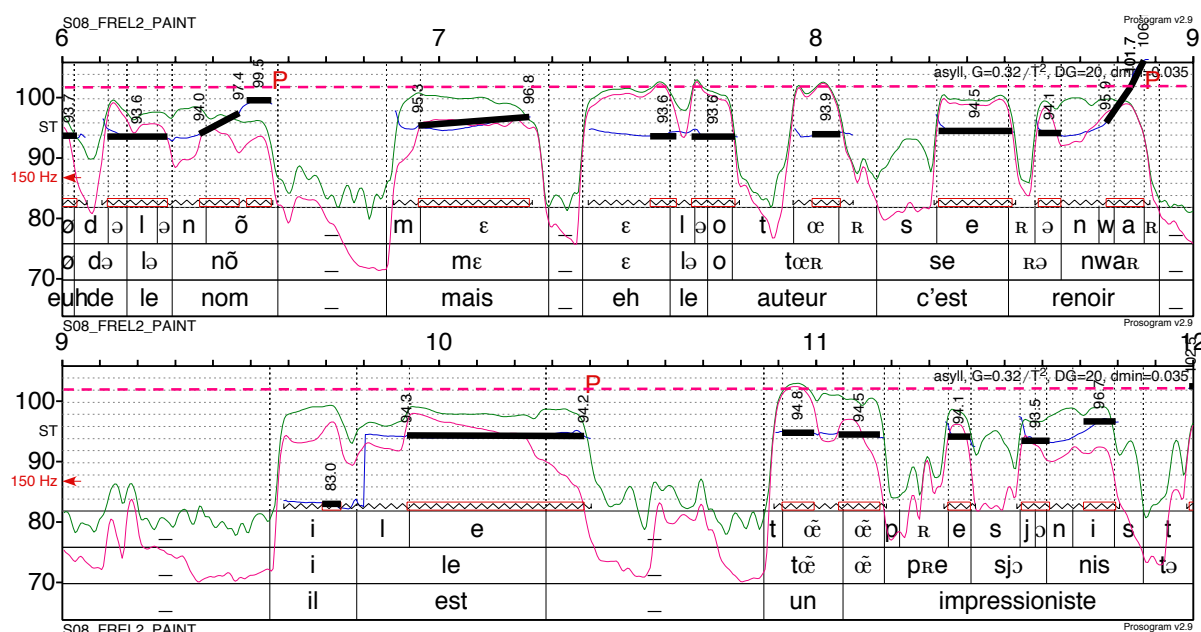 S08_FREL2_PAINT Prosogram v2.9
6 7 8 9
asyll, G=0.32/T², DG=20, dmin=0.035
100 ST 90 150 Hz 80 70
93.7 93.6 94.0 97.4 99.5 P 95.3 96.8 93.6 93.6 93.9 94.5 94.1 95.9 101.7 P
ø d ə l ə n õ _ m ɛ _ ɛ l ə o t œ ʀ s e ʀ ə n w a ʀ _
ø də lə nõ _ mɛ _ ɛ lə o tœʀ se ʀə nwaʀ _
euh de le nom _ mais _ eh le auteur c'est renoir _
S08_FREL2_PAINT Prosogram v2.9
9 10 11 12
asyll, G=0.32/T², DG=20, dmin=0.035
100 ST 90 150 Hz 80 70
83.0 94.3 94.2 P 94.8 94.5 94.1 93.5 96.7
_ i l e _ t œ̃ œ̃ p ʀ e s j ɔ n i s t
_ i le _ tœ̃ œ̃ pʀe sjɔ nis tə
_ il est _ un impressioniste
S08_FREL2_PAINT Prosogram v2.9